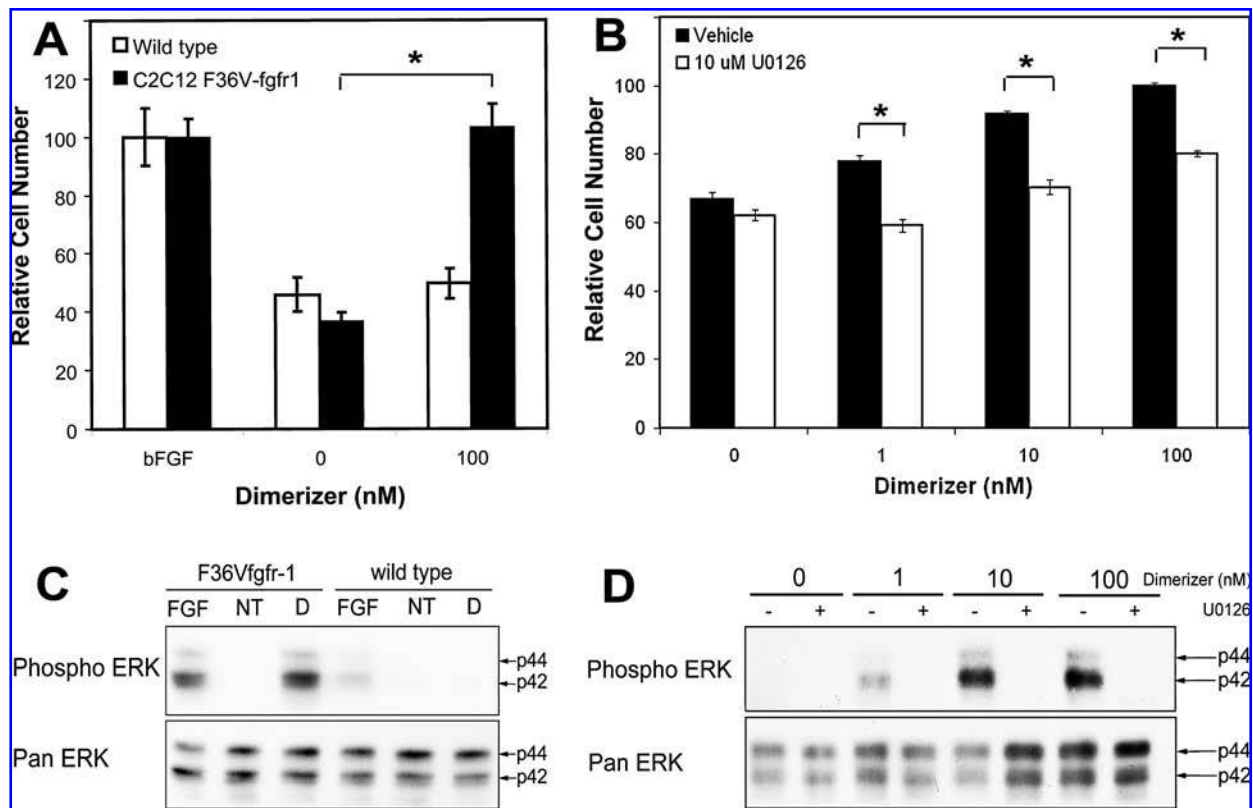 A
Wild type
C2C12 F36V-fgfr1
*
Relative Cell Number
120
100
80
60
40
20
0
bFGF 0 100
Dimerizer (nM)
B
Vehicle
10 uM U0126
*
*
*
Relative Cell Number
100
80
60
40
20
0
0 1 10 100
Dimerizer (nM)
C
F36Vfgfr-1 wild type
FGF NT D FGF NT D
Phospho ERK
p44
p42
Pan ERK
p44
p42
D
0 1 10 100 Dimerizer (nM)
- + - + - + - + U0126
Phospho ERK
p44
p42
Pan ERK
p44
p42